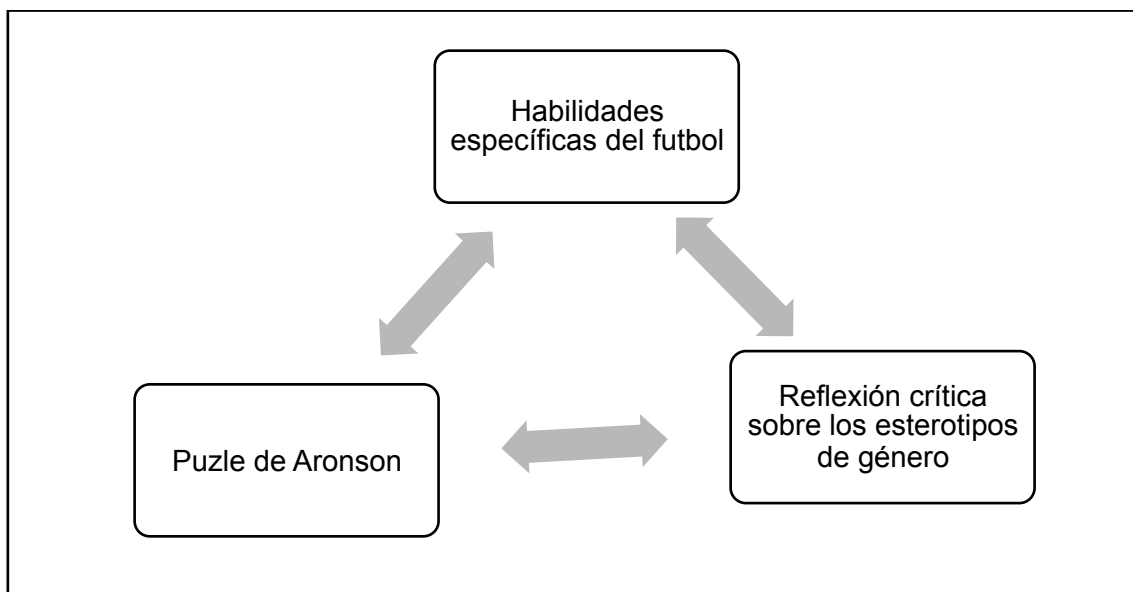 Habilidades
específicas del futbol
Puzle de Aronson
Reflexión crítica
sobre los esterotipos
de género